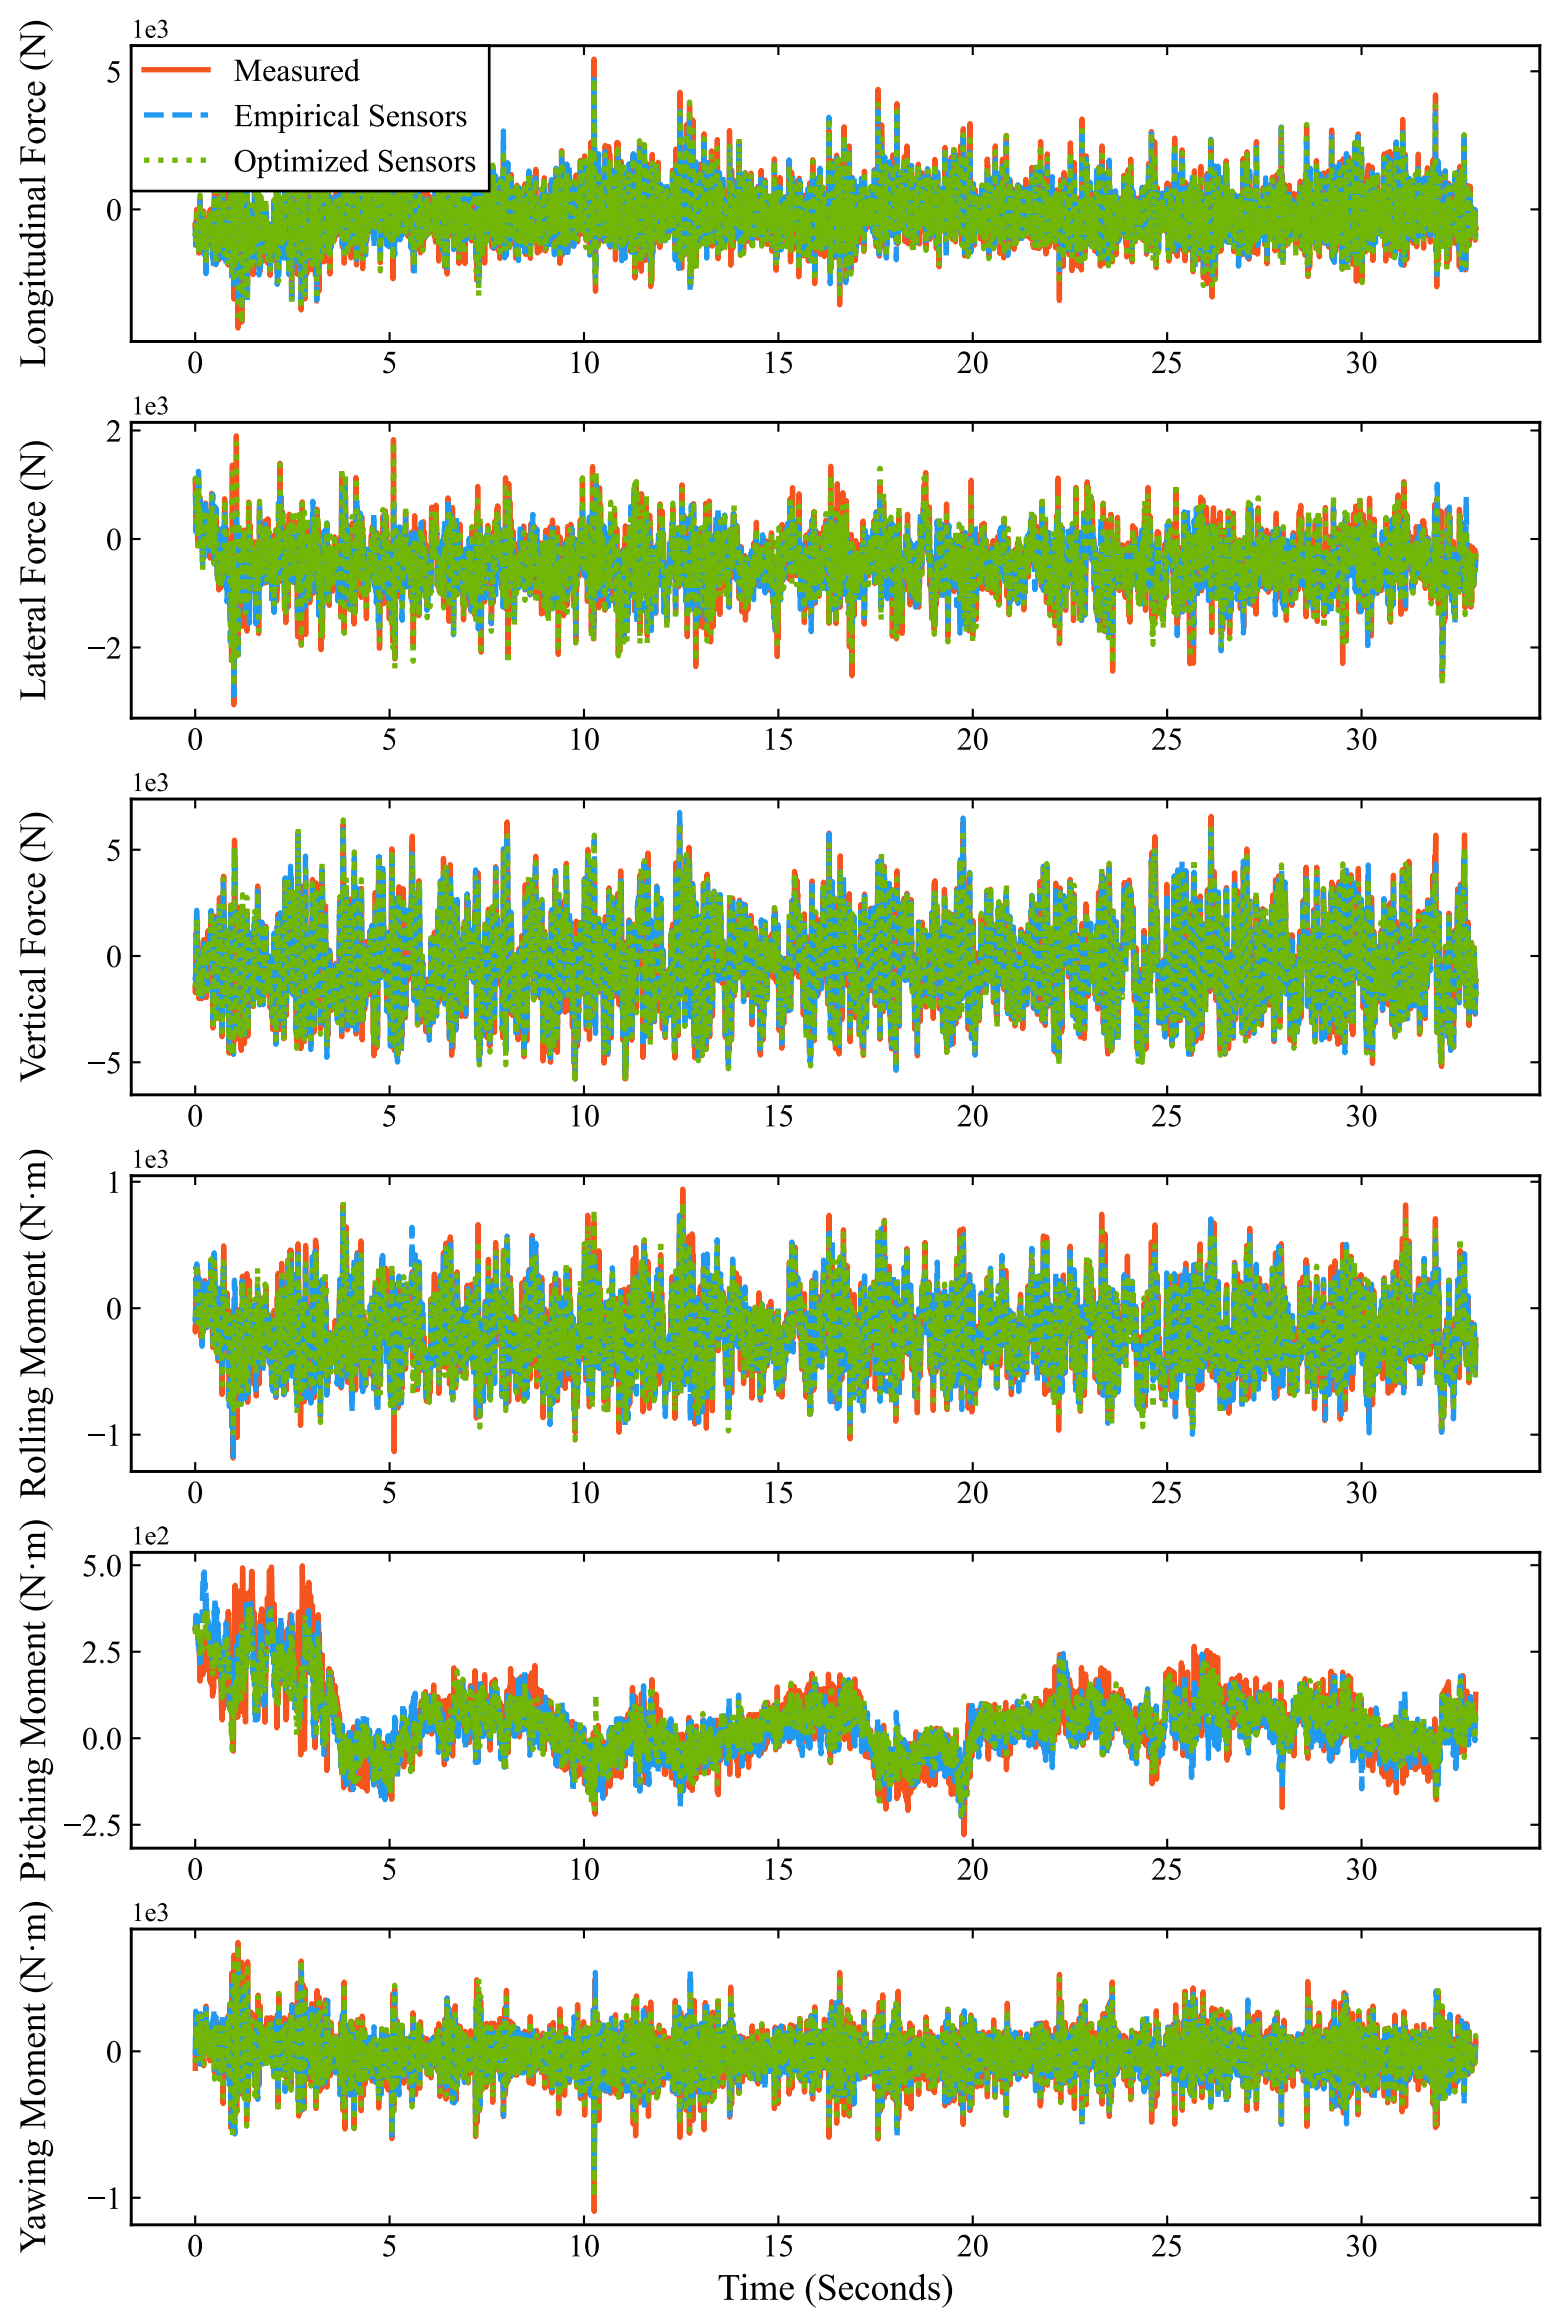 1e3
Longitudinal Force (N)
5
0
Measured
Empirical Sensors
Optimized Sensors
0 5 10 15 20 25 30
1e3
Lateral Force (N)
2
0
−2
0 5 10 15 20 25 30
1e3
Vertical Force (N)
5
0
−5
0 5 10 15 20 25 30
1e3
Rolling Moment (N·m)
1
0
−1
0 5 10 15 20 25 30
1e2
Pitching Moment (N·m)
5.0
2.5
0.0
−2.5
0 5 10 15 20 25 30
1e3
Yawing Moment (N·m)
0
−1
0 5 10 15 20 25 30
Time (Seconds)